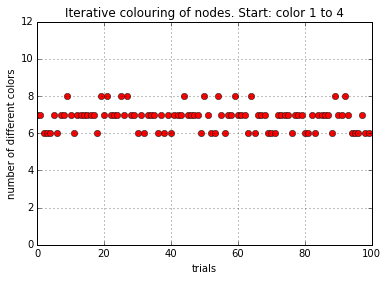 Iterative colouring of nodes. Start: color 1 to 4
12
10
8
6
4
2
0
number of different colors
0 20 40 60 80 100
trials